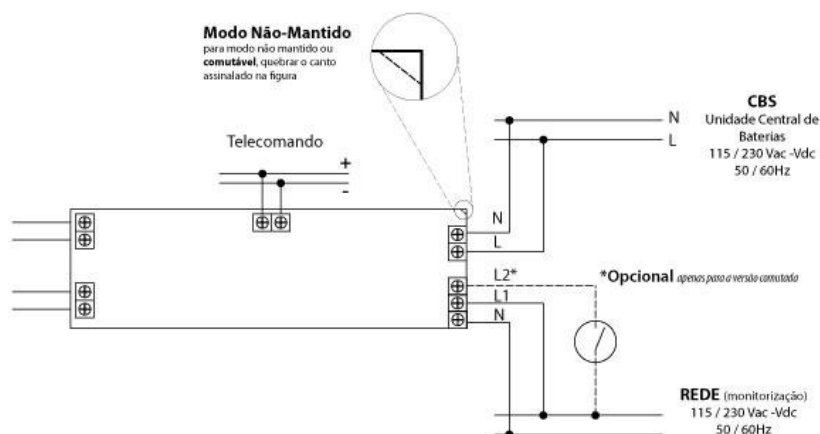 Modo Não-Mantido
para modo não mantido ou
comutável, quebrar o canto
assinalado na figura
Telecomando
+
-
N
L
CBS
Unidade Central de
Baterias
115 / 230 Vac -Vdc
50 / 60Hz
N
L
L2*
L1
N
*Opcional apenas para a versão comutada
REDE (monitorização)
115 / 230 Vac -Vdc
50 / 60Hz